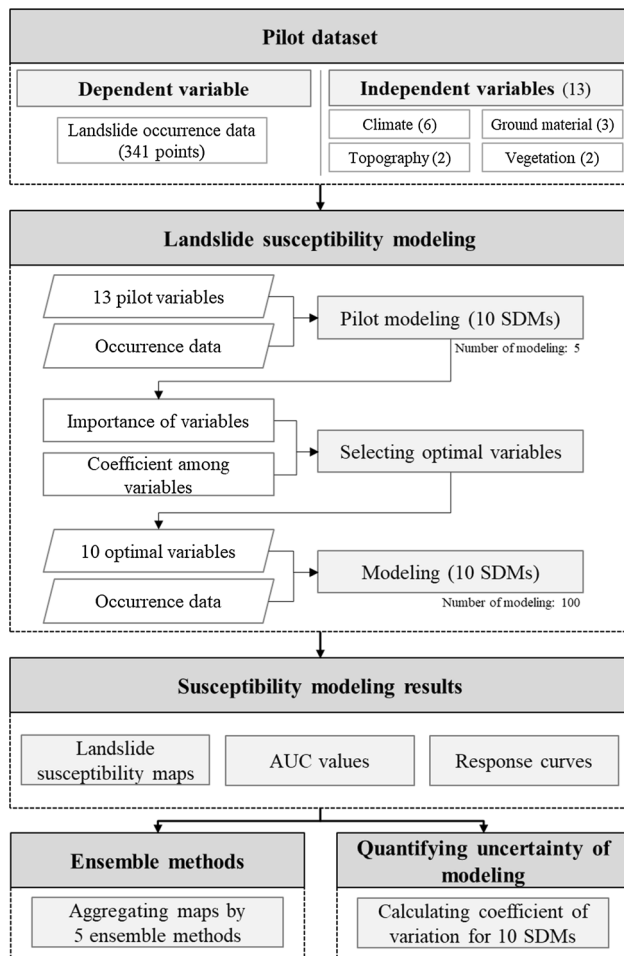 Pilot dataset
Dependent variable
Landslide occurrence data
(341 points)
Independent variables (13)
Climate (6)
Ground material (3)
Topography (2)
Vegetation (2)
Landslide susceptibility modeling
13 pilot variables
Occurrence data
Pilot modeling (10 SDMs)
Number of modeling: 5
Importance of variables
Coefficient among
variables
Selecting optimal variables
10 optimal variables
Occurrence data
Modeling (10 SDMs)
Number of modeling: 100
Susceptibility modeling results
Landslide
susceptibility maps
AUC values
Response curves
Ensemble methods
Aggregating maps by
5 ensemble methods
Quantifying uncertainty of
modeling
Calculating coefficient of
variation for 10 SDMs